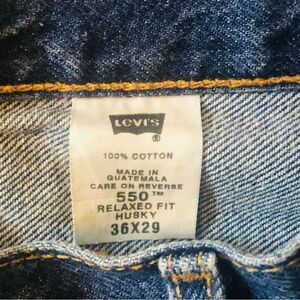 LEVI'S
®
100% COTTON
MADE IN
GUATEMALA
CARE ON REVERSE
550™
RELAXED FIT
HUSKY
36X29